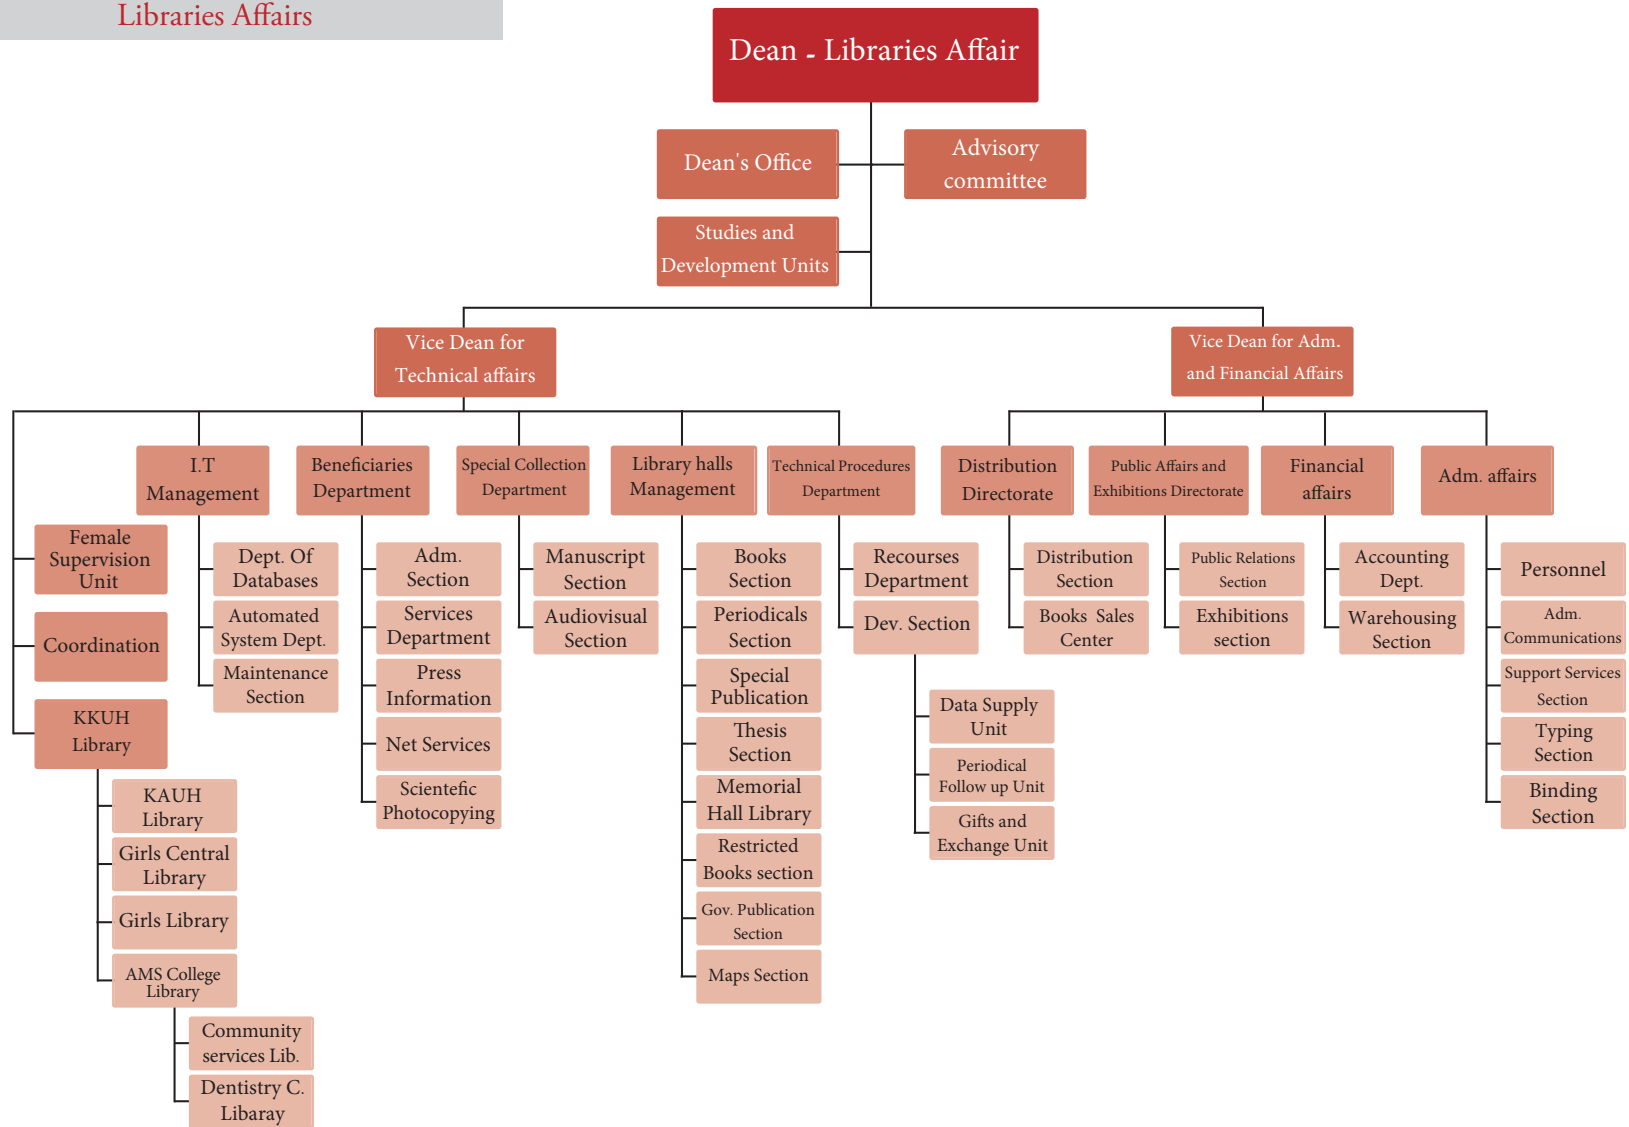 Libraries Affairs
Dean - Libraries Affair
Dean's Office
Advisory
committee
Studies and
Development Units
Vice Dean for
Technical affairs
Vice Dean for Adm.
and Financial Affairs
I.T
Management
Beneficiaries
Department
Special Collection
Department
Library halls
Management
Technical Procedures
Department
Distribution
Directorate
Public Affairs and
Exhibitions Directorate
Financial
affairs
Adm. affairs
Female
Supervision
Unit
Coordination
KKUH
Library
KAUH
Library
Girls Central
Library
Girls Library
AMS College
Library
Community
services Lib.
Dentistry C.
Libaray
Dept. Of
Databases
Automated
System Dept.
Maintenance
Section
Adm.
Section
Services
Department
Press
Information
Net Services
Scientefic
Photocopying
Manuscript
Section
Audiovisual
Section
Books
Section
Periodicals
Section
Special
Publication
Thesis
Section
Memorial
Hall Library
Restricted
Books section
Gov. Publication
Section
Maps Section
Recourses
Department
Dev. Section
Data Supply
Unit
Periodical
Follow up Unit
Gifts and
Exchange Unit
Distribution
Section
Books Sales
Center
Public Relations
Section
Exhibitions
section
Accounting
Dept.
Warehousing
Section
Personnel
Adm.
Communications
Support Services
Section
Typing
Section
Binding
Section